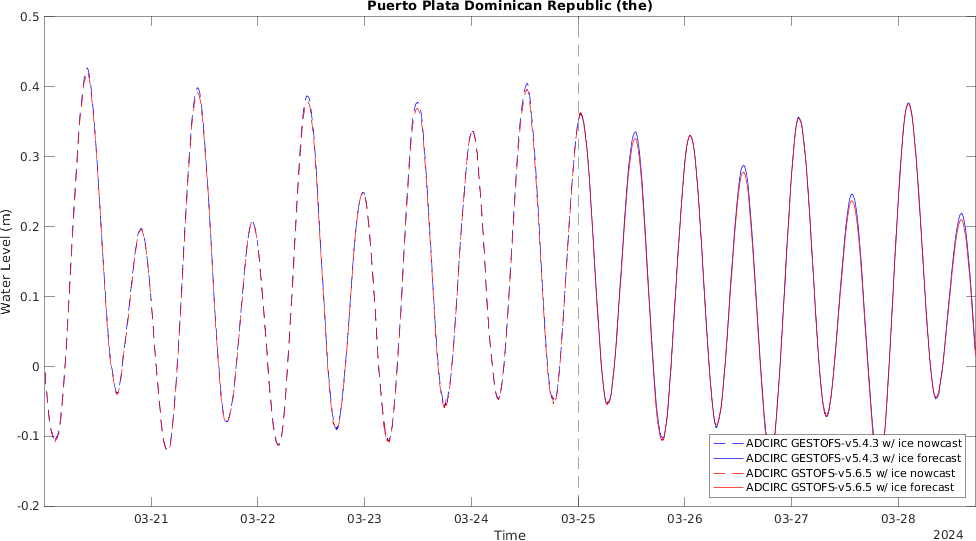 Puerto Plata Dominican Republic (the)
0.5
0.4
0.3
0.2
0.1
0
-0.1
-0.2
Water Level (m)
03-21 03-22 03-23 03-24 03-25 03-26 03-27 03-28
Time
2024
ADCIRC GESTOFS-v5.4.3 w/ ice nowcast
ADCIRC GESTOFS-v5.4.3 w/ ice forecast
ADCIRC GSTOFS-v5.6.5 w/ ice nowcast
ADCIRC GSTOFS-v5.6.5 w/ ice forecast